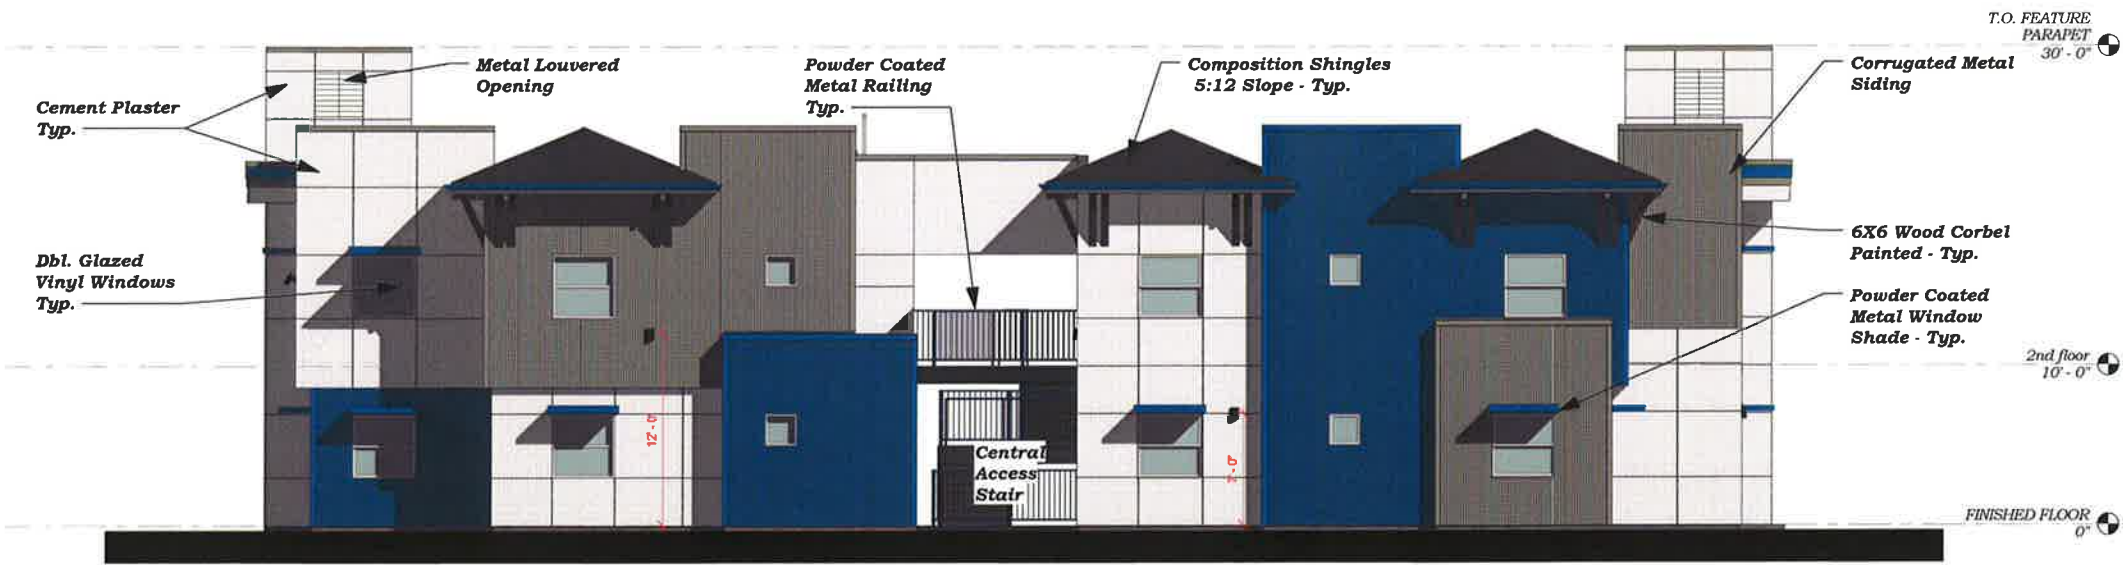 T.O. FEATURE
PARAPET
30' - 0"
Metal Louvered
Opening
Powder Coated
Metal Railing
Typ.
Composition Shingles
5:12 Slope - Typ.
Corrugated Metal
Siding
Cement Plaster
Typ.
6X6 Wood Corbel
Painted - Typ.
Dbl. Glazed
Vinyl Windows
Typ.
Powder Coated
Metal Window
Shade - Typ.
2nd floor
10' - 0"
12' - 0"
Central
Access
Stair
7' - 0"
FINISHED FLOOR
0"